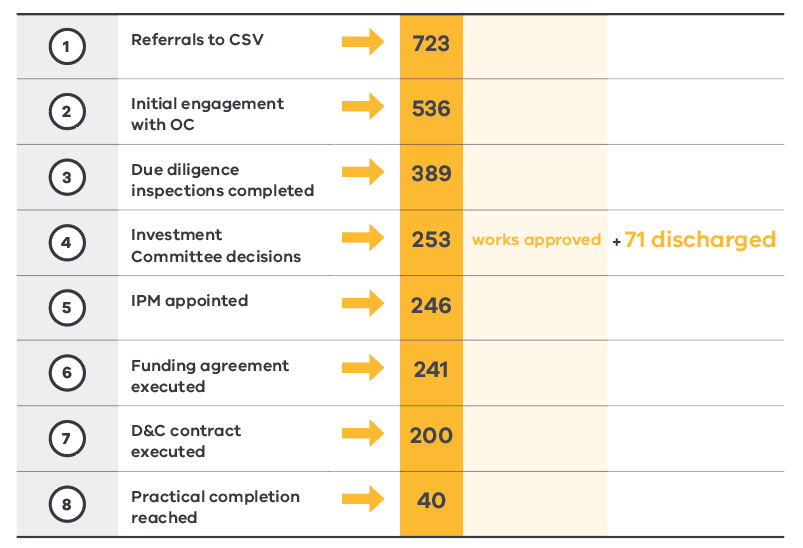 1 Referrals to CSV 723
2 Initial engagement 536
with OC
3 Due diligence 389
inspections completed
4 Investment 253 works approved + 71 discharged
Committee decisions
5 IPM appointed 246
6 Funding agreement 241
executed
7 D&C contract 200
executed
8 Practical completion 40
reached